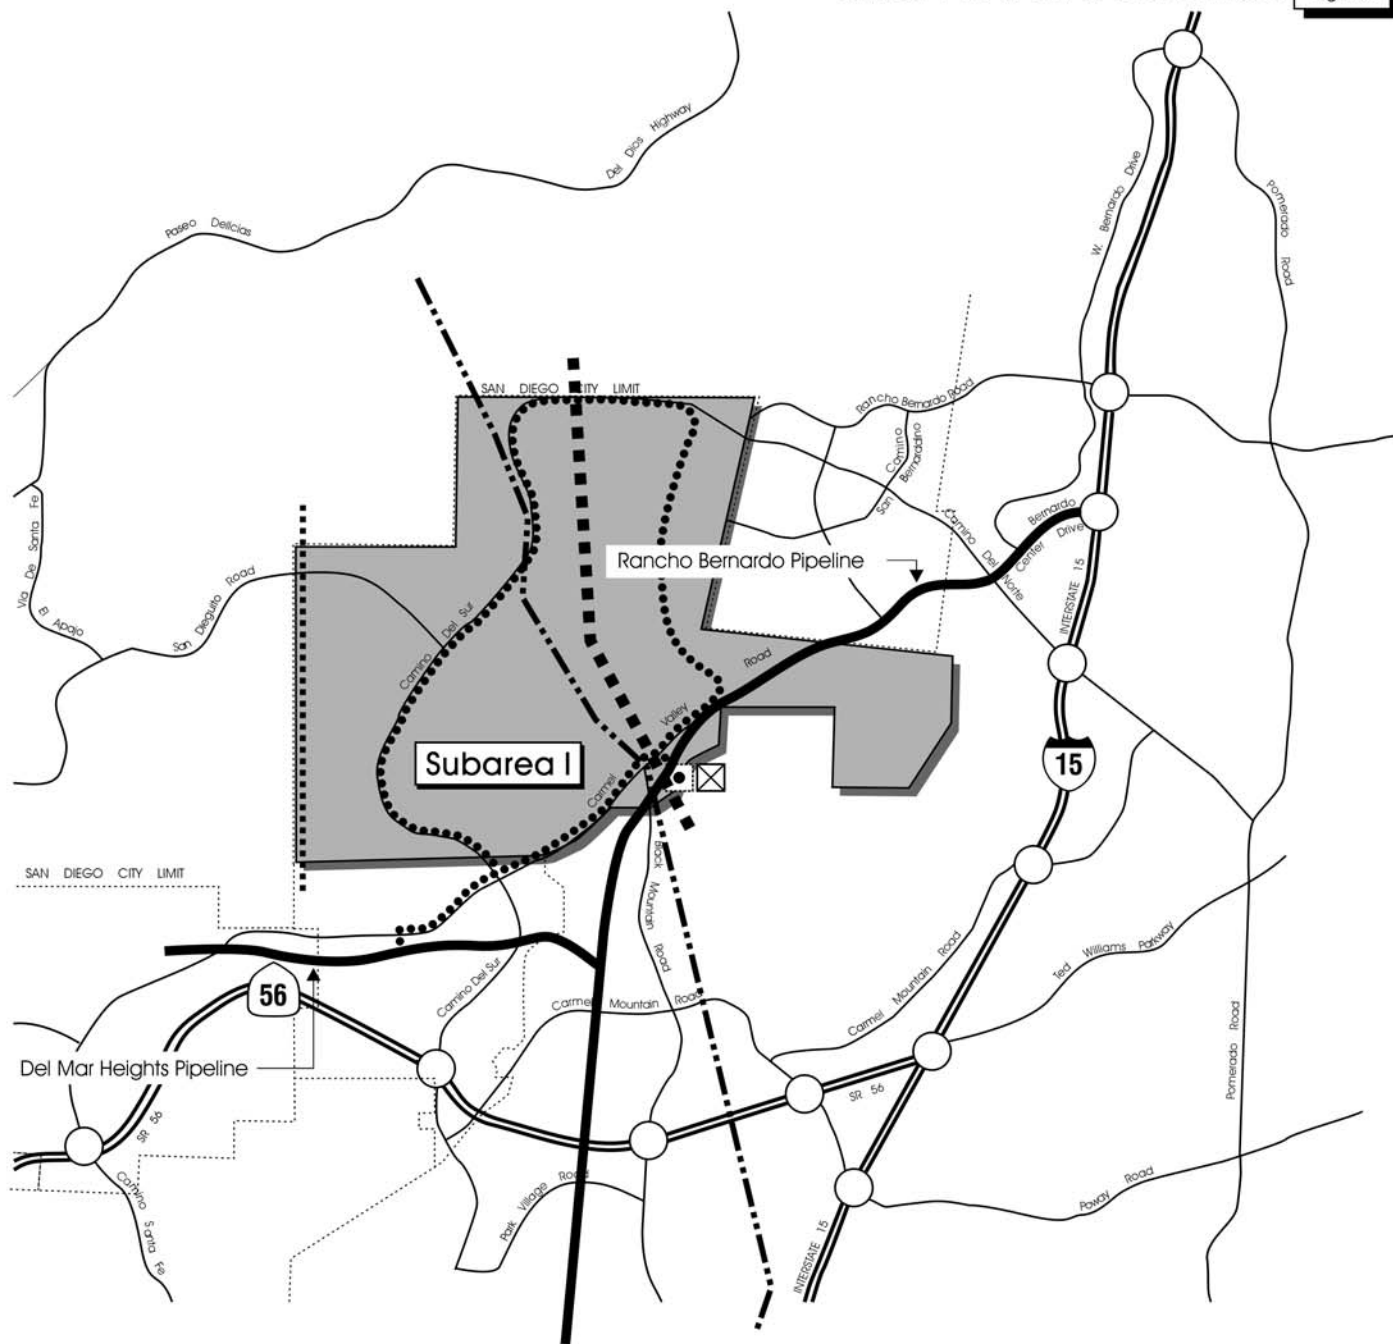 Del Dios Highway
Paseo Delicias
W. Bernardo Drive
Pomerado Road
SAN DIEGO CITY LIMIT
Rancho Bernardo Road
San Bernardino
Camino
Via De Santa Fe
El Apajo
San Dieguito Road
Camino Del Sur
Rancho Bernardo Pipeline
Camino Del Norte
Bernardo
Center Drive
INTERSTATE 15
Carmel Valley Road
Subarea I
15
SAN DIEGO CITY LIMIT
Black Mountain Road
56
Camino Del Sur
Carmel Mountain Road
Carmel Mountain Road
Ted Williams Parkway
Pomerado Road
Del Mar Heights Pipeline
SR 56
SR 56
Camino Santa Fe
Park Village Road
Poway Road
INTERSTATE 15